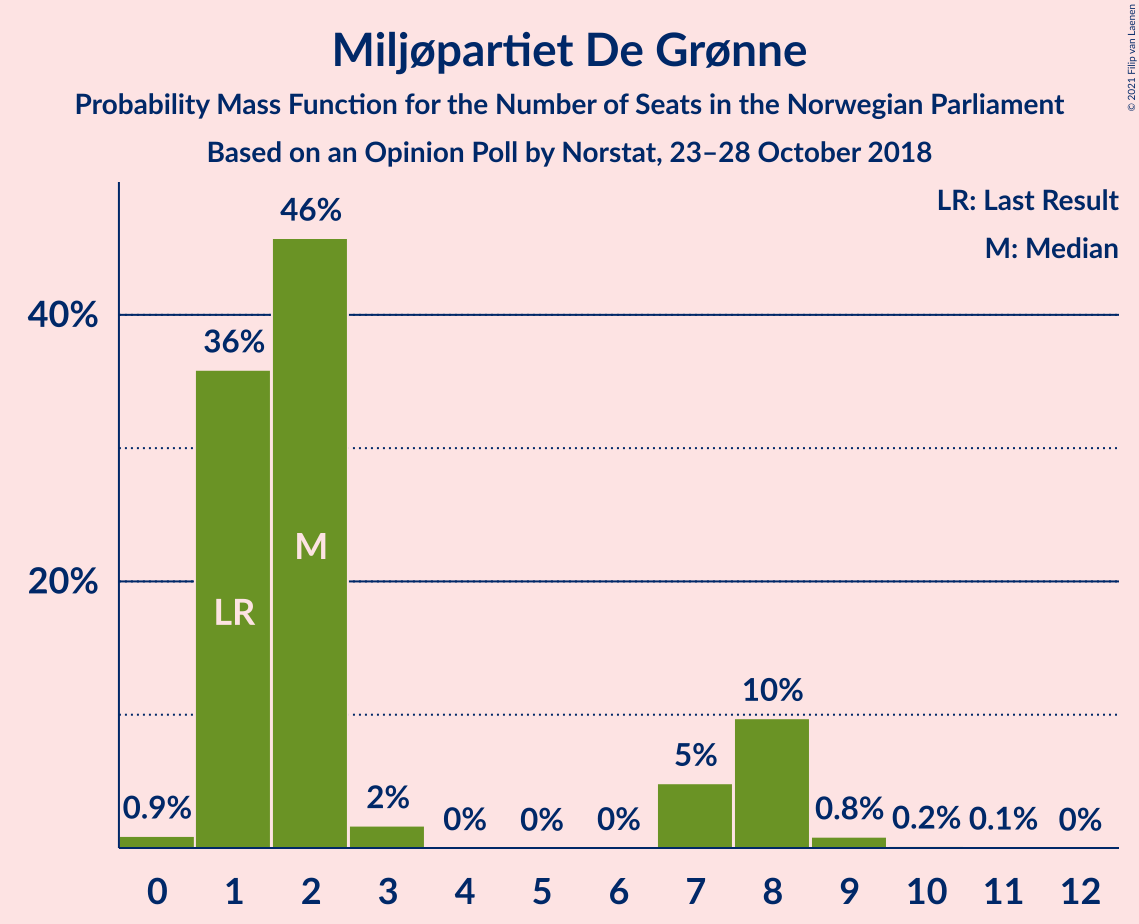 Miljøpartiet De Grønne
Probability Mass Function for the Number of Seats in the Norwegian Parliament
Based on an Opinion Poll by Norstat, 23–28 October 2018
© 2021 Filip van Laenen
LR: Last Result
M: Median
40%
20%
0.9%
36%
46%
2%
0%
0%
0%
5%
10%
0.8%
0.2%
0.1%
0%
LR
M
0 1 2 3 4 5 6 7 8 9 10 11 12